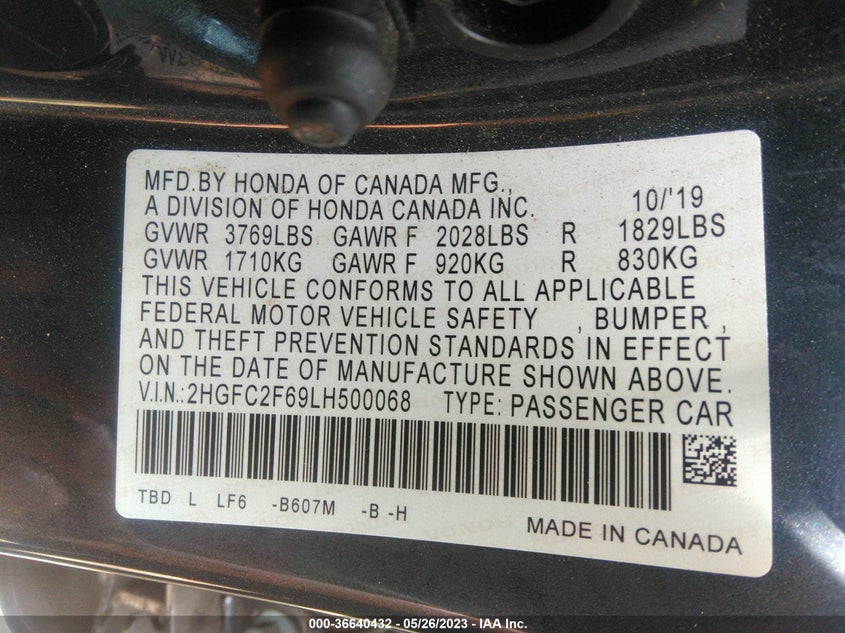 MFD.BY HONDA OF CANADA MFG.,
A DIVISION OF HONDA CANADA INC. 10/'19
GVWR 3769LBS GAWR F 2028LBS R 1829LBS
GVWR 1710KG GAWR F 920KG R 830KG
THIS VEHICLE CONFORMS TO ALL APPLICABLE
FEDERAL MOTOR VEHICLE SAFETY , BUMPER ,
AND THEFT PREVENTION STANDARDS IN EFFECT
ON THE DATE OF MANUFACTURE SHOWN ABOVE.
V.I.N.:2HGFC2F69LH500068 TYPE: PASSENGER CAR
TBD L LF6 -B607M -B -H
MADE IN CANADA
000-36640432 - 05/26/2023 - IAA Inc.